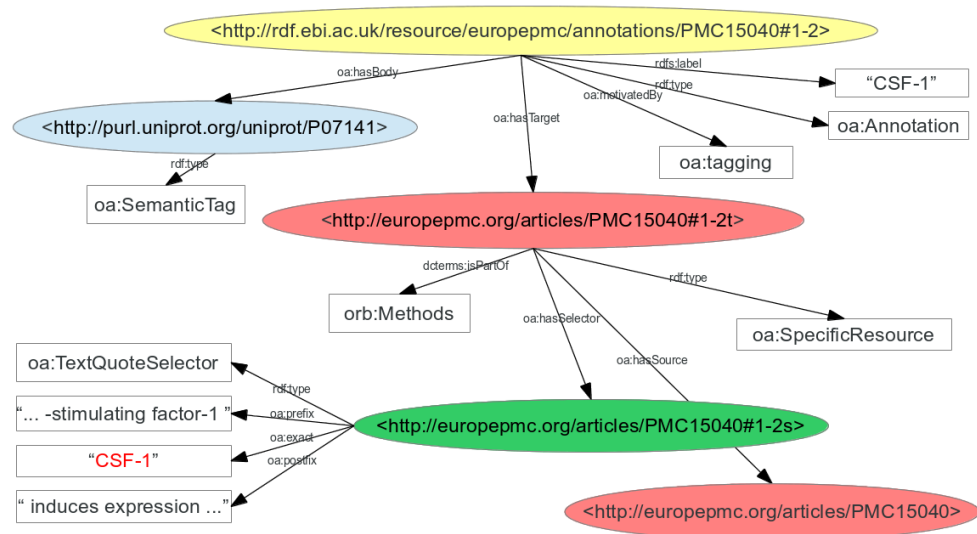 <http://rdf.ebi.ac.uk/resource/europepmc/annotations/PMC15040#1-2>
rdfs:label
oa:hasBody
rdf:type
“CSF-1”
oa:motivatedBy
oa:hasTarget
<http://purl.uniprot.org/uniprot/P07141>
oa:Annotation
rdf:type
oa:tagging
oa:SemanticTag
<http://europepmc.org/articles/PMC15040#1-2t>
dcterms:isPartOf
rdf:type
orb:Methods
oa:hasSelector
oa:SpecificResource
oa:hasSource
oa:TextQuoteSelector
rdf:type
“... -stimulating factor-1 ”
oa:prefix
<http://europepmc.org/articles/PMC15040#1-2s>
oa:exact
“CSF-1”
oa:postfix
“ induces expression ...”
<http://europepmc.org/articles/PMC15040>